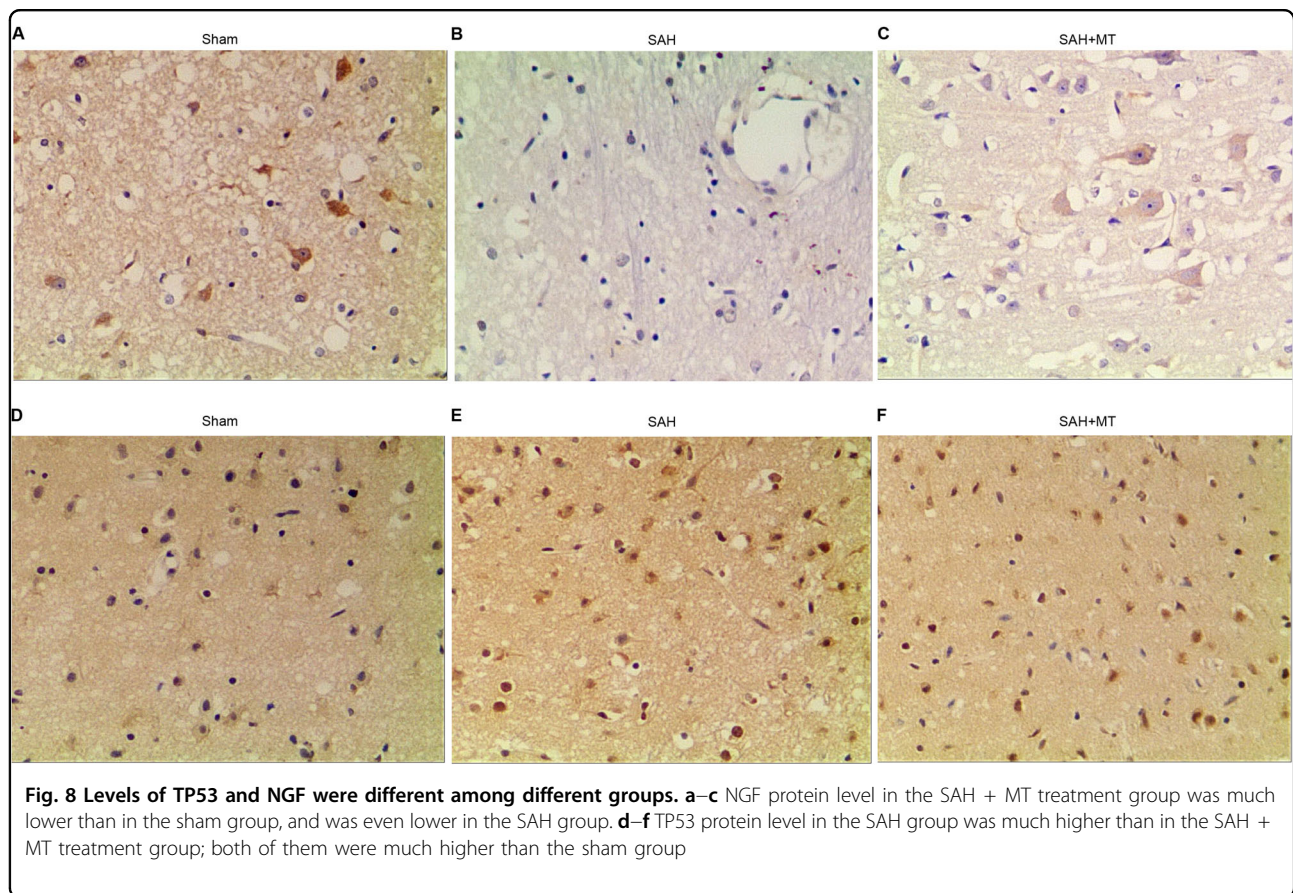 A
Sham
B
SAH
C
SAH+MT
D
Sham
E
SAH
F
SAH+MT
Fig. 8 Levels of TP53 and NGF were different among different groups. a–c NGF protein level in the SAH + MT treatment group was much
lower than in the sham group, and was even lower in the SAH group. d–f TP53 protein level in the SAH group was much higher than in the SAH +
MT treatment group; both of them were much higher than the sham group